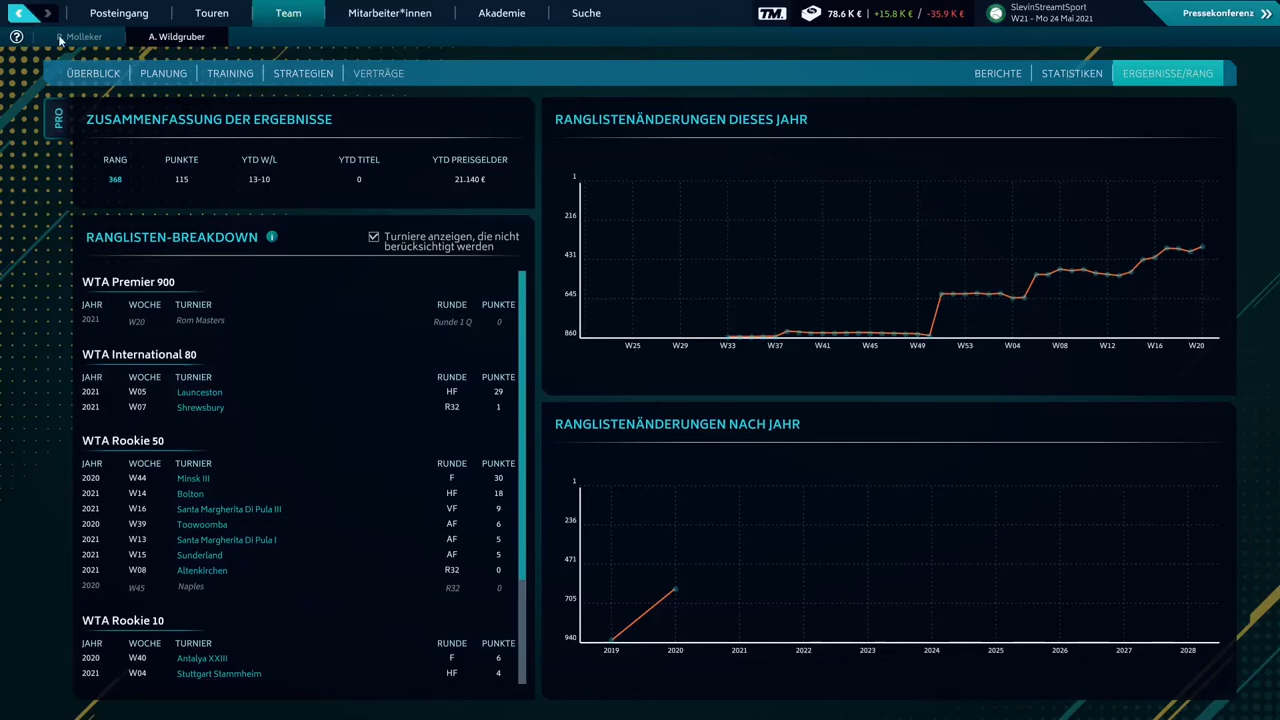 Posteingang
Touren
Team
Mitarbeiter*innen
Akademie
Suche
TM.
78.6 K € | +15.8 K € / -35.9 K €
SlevinStreamtSport
W21 - Mo 24 Mai 2021
Pressekonferenz
Molleker
A. Wildgruber
ÜBERBLICK
PLANUNG
TRAINING
STRATEGIEN
VERTRÄGE
BERICHTE
STATISTIKEN
ERGEBNISSE/RANG
PRO
ZUSAMMENFASSUNG DER ERGEBNISSE
RANG PUNKTE YTD W/L YTD TITEL YTD PREISGELDER
368 115 13-10 0 21.140 €
RANGLISTEN-BREAKDOWN
Turniere anzeigen, die nicht
berücksichtigt werden
WTA Premier 900
JAHR WOCHE TURNIER RUNDE PUNKTE
2021 W20 Rom Masters Runde 1 Q 0
WTA International 80
JAHR WOCHE TURNIER RUNDE PUNKTE
2021 W05 Launceston HF 29
2021 W07 Shrewsbury R32 1
WTA Rookie 50
JAHR WOCHE TURNIER RUNDE PUNKTE
2020 W44 Minsk III F 30
2021 W14 Bolton HF 18
2021 W16 Santa Margherita Di Pula III VF 9
2020 W39 Toowoomba AF 6
2021 W13 Santa Margherita Di Pula I AF 5
2021 W15 Sunderland AF 5
2021 W08 Altenkirchen R32 0
2020 W45 Naples R32 0
WTA Rookie 10
JAHR WOCHE TURNIER RUNDE PUNKTE
2020 W40 Antalya XXIII F 6
2021 W04 Stuttgart Stammheim HF 4
RANGLISTENÄNDERUNGEN DIESES JAHR
1
216
431
645
860
W25 W29 W33 W37 W41 W45 W49 W53 W04 W08 W12 W16 W20
RANGLISTENÄNDERUNGEN NACH JAHR
1
236
471
705
940
2019 2020 2021 2022 2023 2024 2025 2026 2027 2028